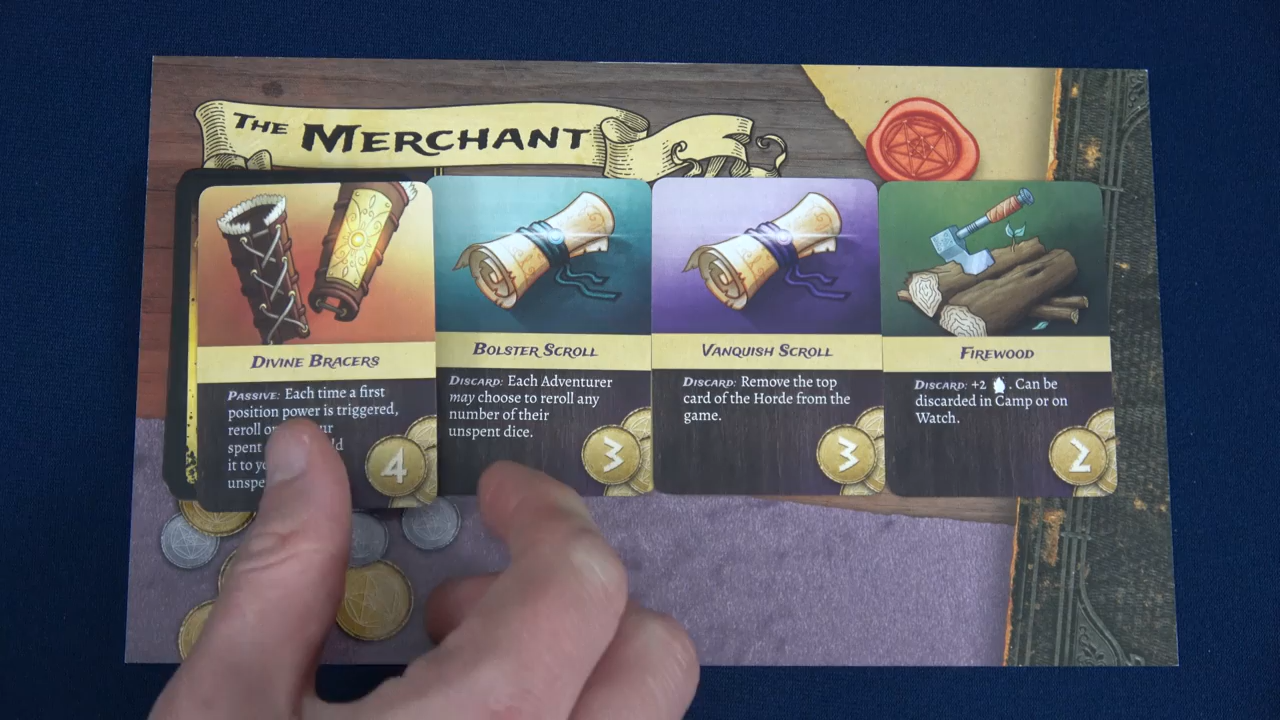 THE MERCHANT
DIVINE BRACERS
PASSIVE: Each time a first
position power is triggered,
reroll
spent
it to
4
BOLSTER SCROLL
DISCARD: Each Adventurer
may choose to reroll any
number of their
unspent dice.
3
VANQUISH SCROLL
DISCARD: Remove the top
card of the Horde from the
game.
3
FIREWOOD
DISCARD: +2 . Can be
discarded in Camp or on
Watch.
2